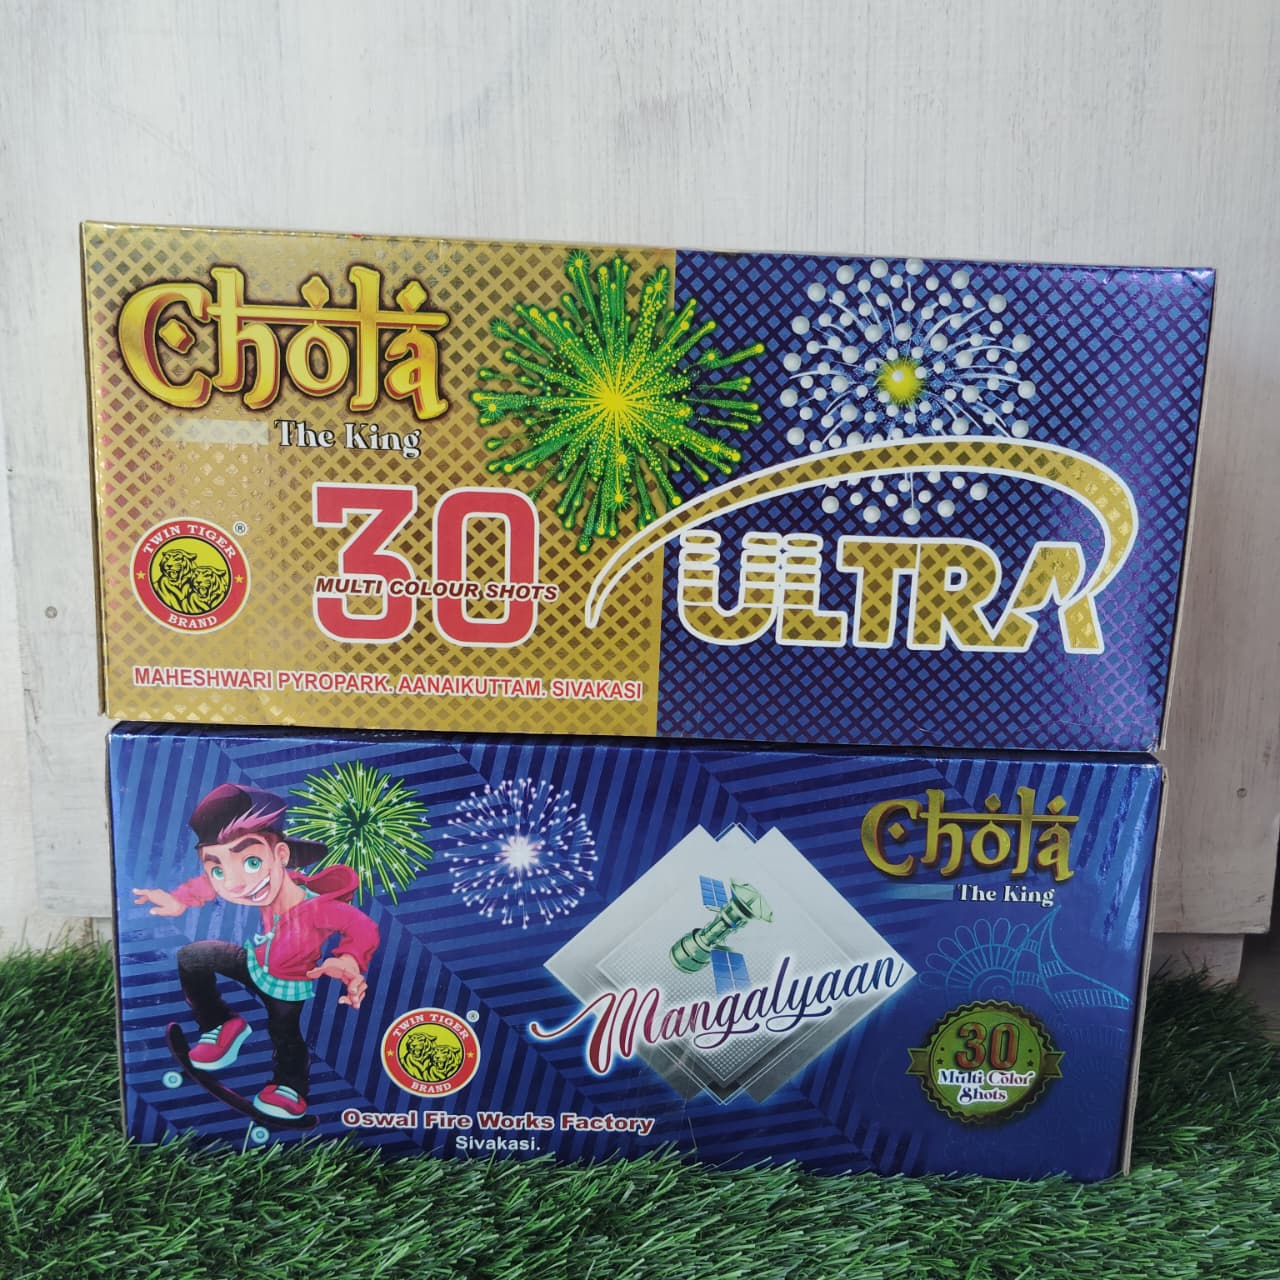 Chola
The King
30
MULTI COLOUR SHOTS
TWIN TIGER ®
BRAND
MAHESHWARI PYROPARK. AANAIKUTTAM. SIVAKASI
ULTRA
Chola
The King
Mangalyaan
30
Multi Color
Shots
TWIN TIGER ®
BRAND
Oswal Fire Works Factory
Sivakasi.